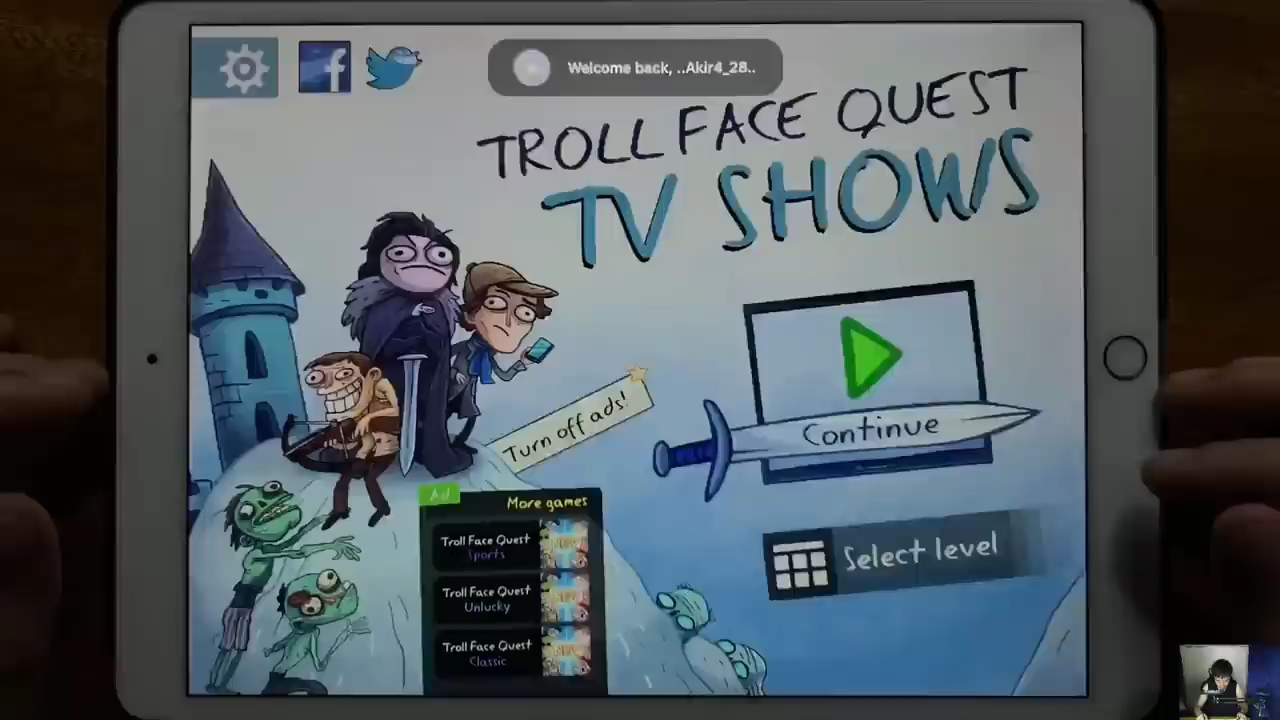 Welcome back, ..Akir4_28..
TROLL FACE QUEST
TV SHOWS
Turn off ads!
Continue
Ad
More games
Troll Face Quest
Sports
Troll Face Quest
Unlucky
Troll Face Quest
Classic
Select level